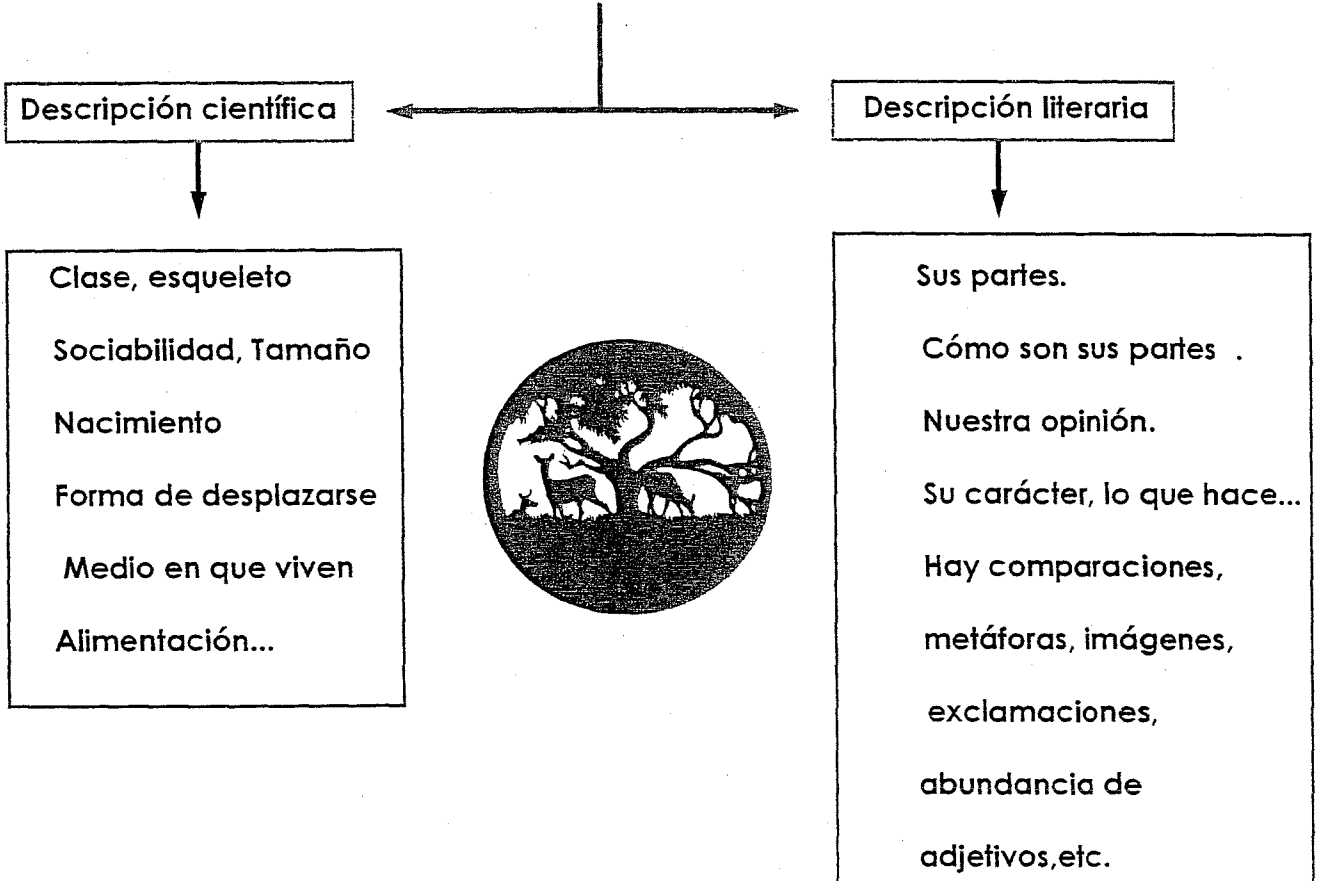 Descripción científica
Clase, esqueleto
Sociabilidad, Tamaño
Nacimiento
Forma de desplazarse
Medio en que viven
Alimentación...
Descripción literaria
Sus partes.
Cómo son sus partes .
Nuestra opinión.
Su carácter, lo que hace...
Hay comparaciones,
metáforas, imágenes,
exclamaciones,
abundancia de
adjetivos,etc.